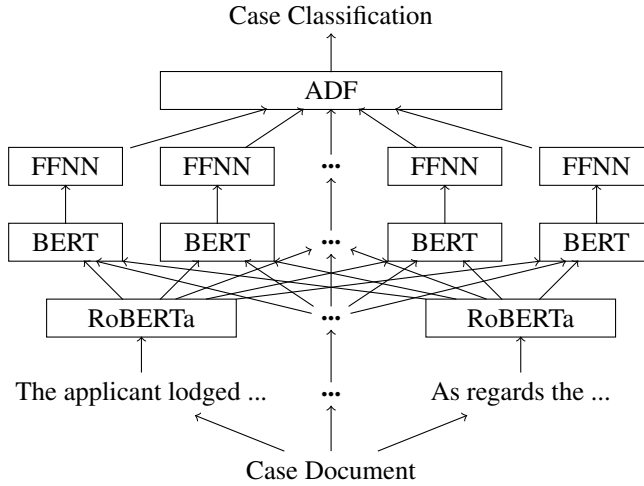 Case Classification
ADF
FFNN FFNN ... FFNN FFNN
BERT BERT ... BERT BERT
RoBERTa ... RoBERTa
The applicant lodged ... ... As regards the ...
Case Document